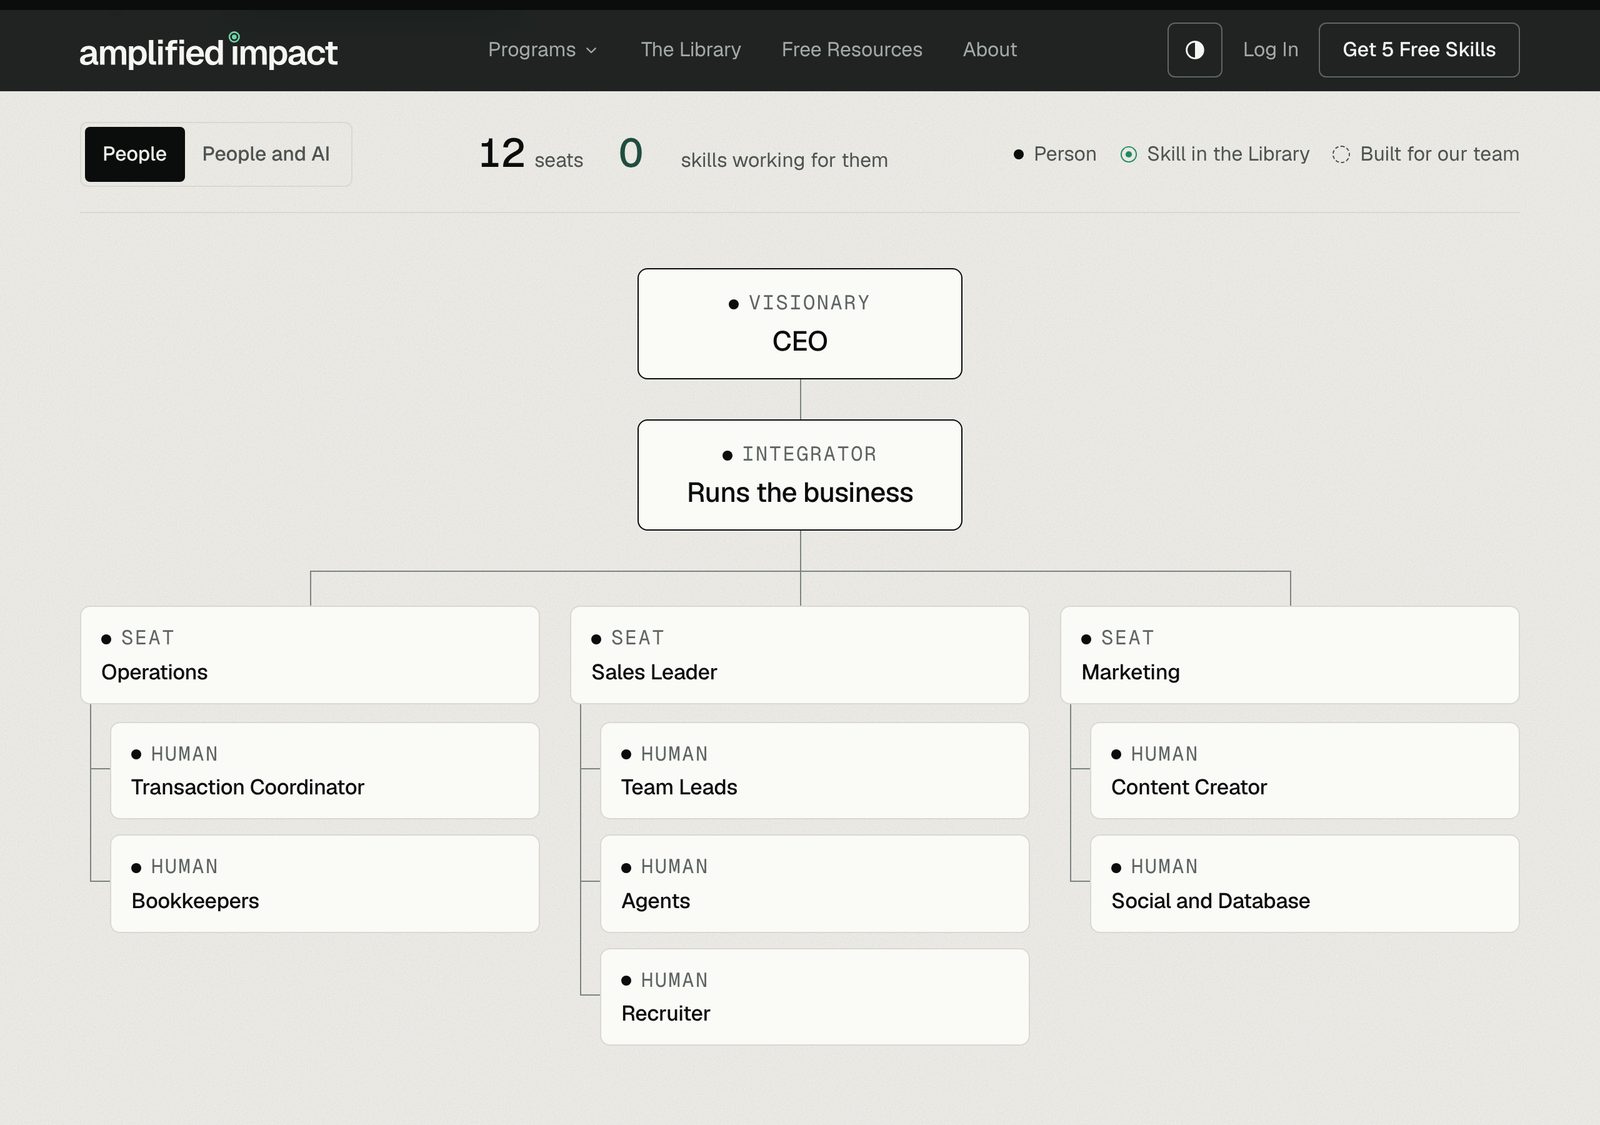 amplified impact
Programs
The Library
Free Resources
About
Log In
Get 5 Free Skills
People
People and AI
12 seats
0 skills working for them
Person
Skill in the Library
Built for our team
VISIONARY
CEO
INTEGRATOR
Runs the business
SEAT
Operations
HUMAN
Transaction Coordinator
HUMAN
Bookkeepers
SEAT
Sales Leader
HUMAN
Team Leads
HUMAN
Agents
HUMAN
Recruiter
SEAT
Marketing
HUMAN
Content Creator
HUMAN
Social and Database